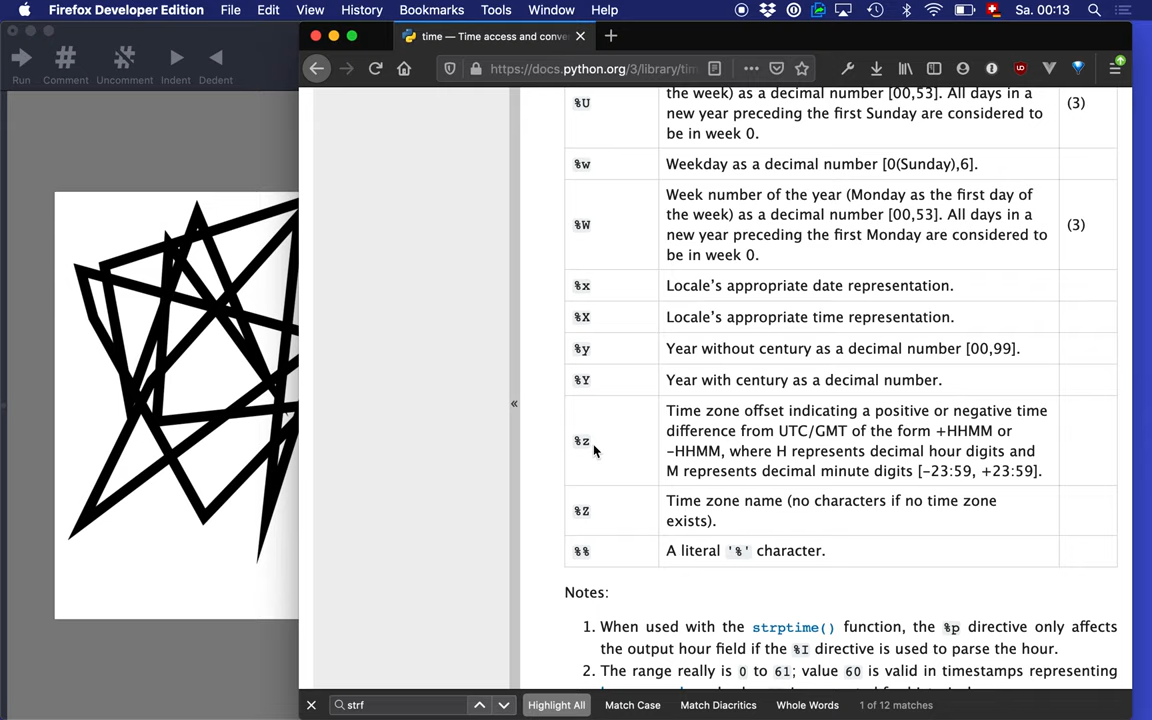 Firefox Developer Edition File Edit View History Bookmarks Tools Window Help Sa. 00:13
time — Time access and conve
Run Comment Uncomment Indent Dedent
https://docs.python.org/3/library/tim
%U the week) as a decimal number [00,53]. All days in a (3)
new year preceding the first Sunday are considered to
be in week 0.
%w Weekday as a decimal number [0(Sunday),6].
%W Week number of the year (Monday as the first day of (3)
the week) as a decimal number [00,53]. All days in a
new year preceding the first Monday are considered to
be in week 0.
%x Locale’s appropriate date representation.
%X Locale’s appropriate time representation.
%y Year without century as a decimal number [00,99].
%Y Year with century as a decimal number.
%z Time zone offset indicating a positive or negative time
difference from UTC/GMT of the form +HHMM or
-HHMM, where H represents decimal hour digits and
M represents decimal minute digits [-23:59, +23:59].
%Z Time zone name (no characters if no time zone
exists).
%% A literal '%' character.
Notes:
1. When used with the strptime() function, the %p directive only affects
the output hour field if the %I directive is used to parse the hour.
2. The range really is 0 to 61; value 60 is valid in timestamps representing
strf Highlight All Match Case Match Diacritics Whole Words 1 of 12 matches